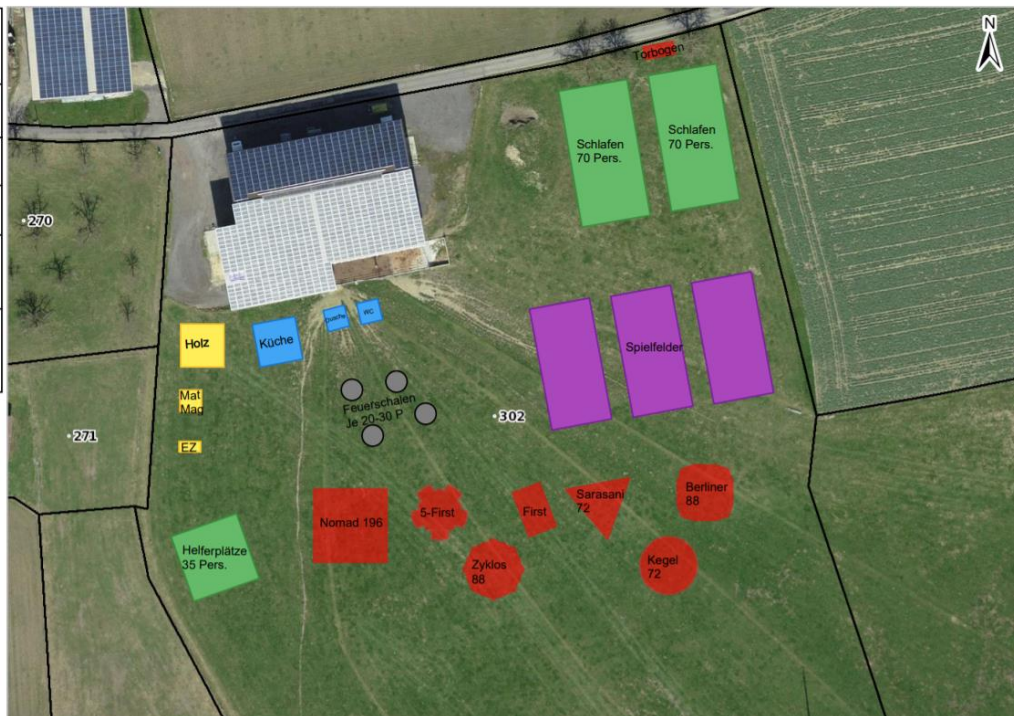 N
Torbogen
Schlafen
70 Pers.
Schlafen
70 Pers.
270
Holz
Küche
Dusche
WC
Spielfelder
Mat
Mag
Feuerschalen
Je 20-30 P
302
271
EZ
Nomad 196
5-First
First
Sarasani
72
Berliner
88
Helferplätze
35 Pers.
Zyklos
88
Kegel
72